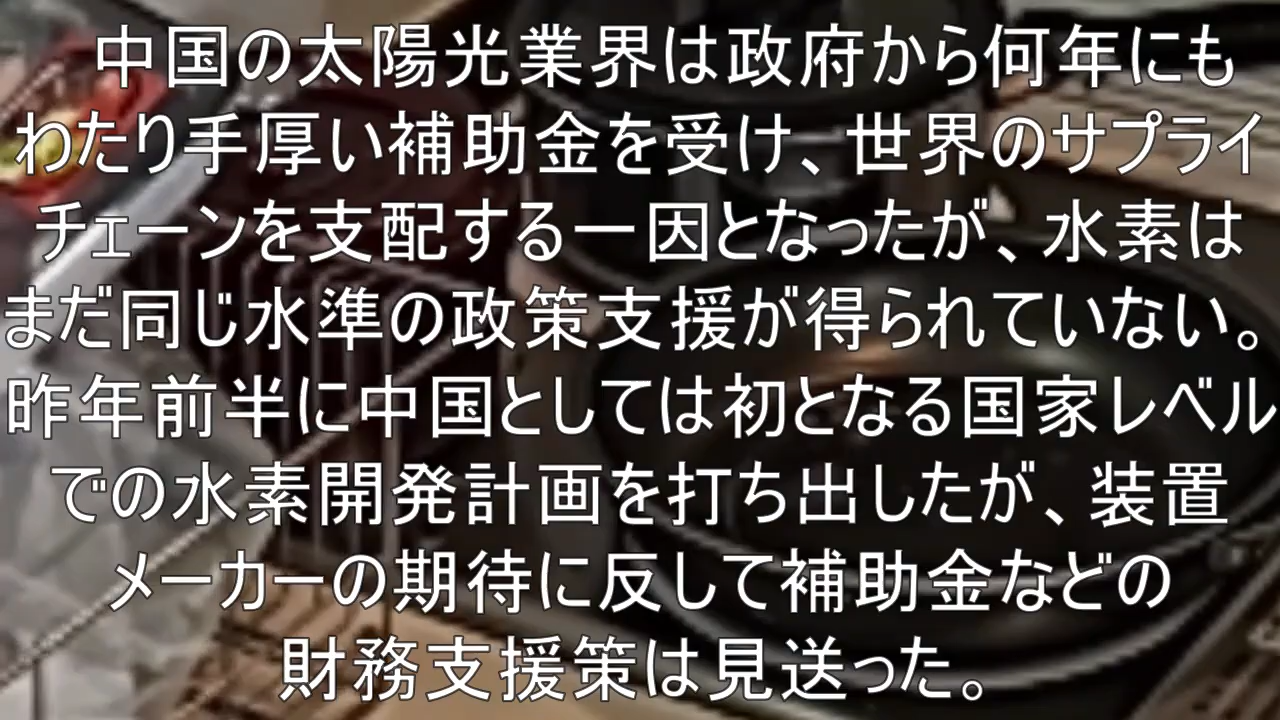 中国の太陽光業界は政府から何年にも
わたり手厚い補助金を受け、世界のサプライ
チェーンを支配する一因となったが、水素は
まだ同じ水準の政策支援が得られていない。
昨年前半に中国としては初となる国家レベル
での水素開発計画を打ち出したが、装置
メーカーの期待に反して補助金などの
財務支援策は見送った。